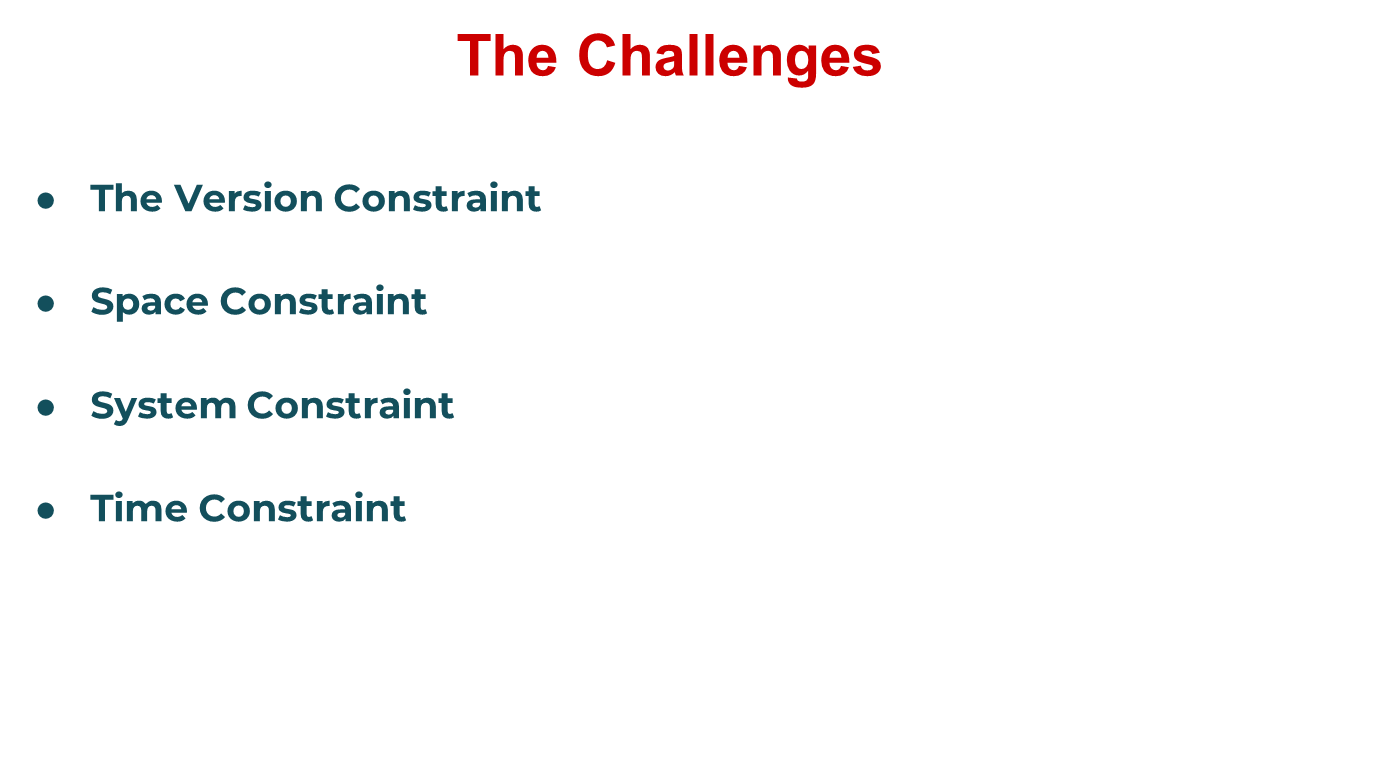 The Challenges
● The Version Constraint
● Space Constraint
● System Constraint
● Time Constraint